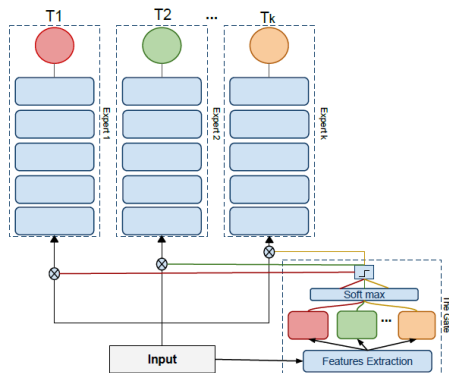 T1 T2 ... Tk
Expert 1
Expert 2
Expert k
The Gate
Soft max
...
Input
Features Extraction